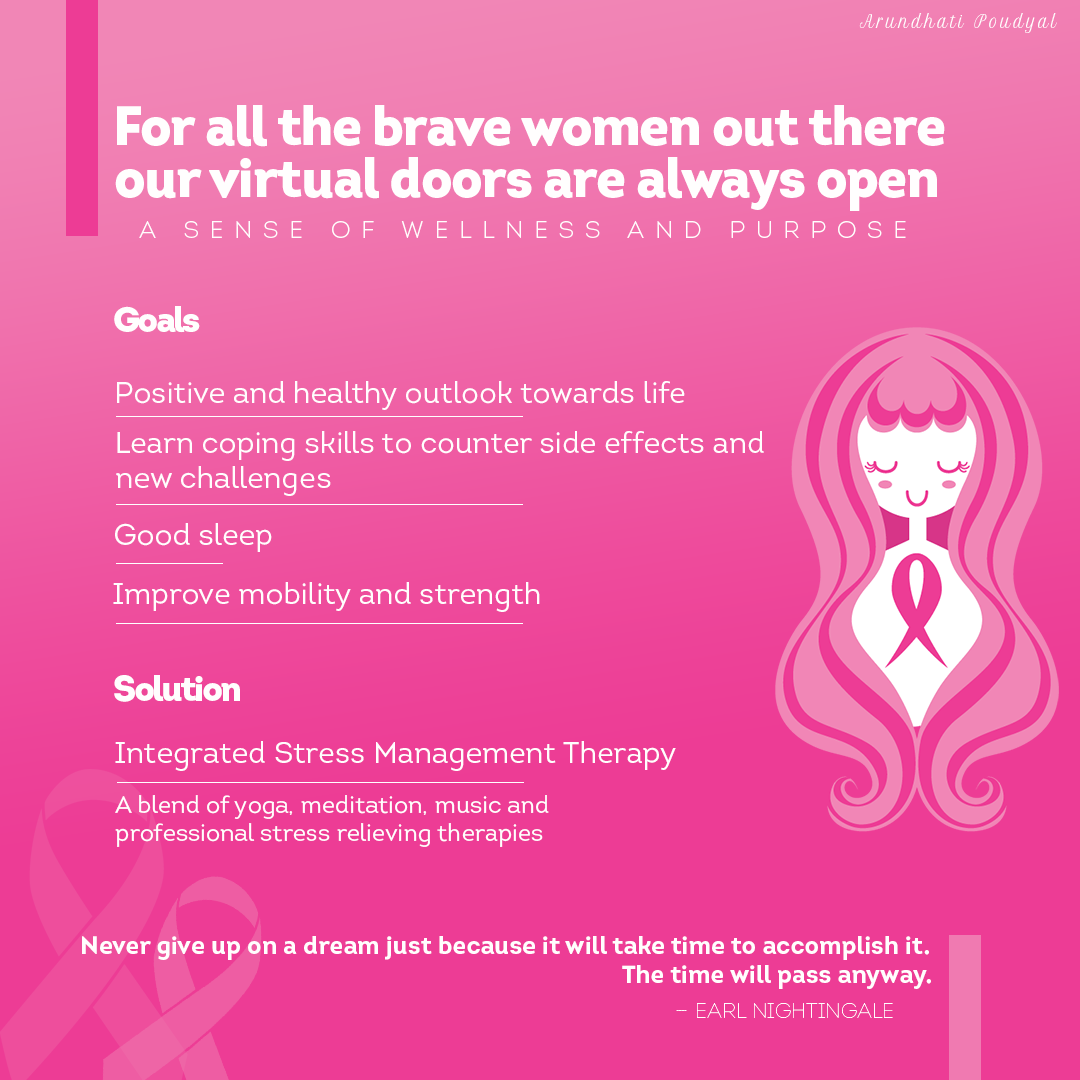 Arundhati Poudyal
For all the brave women out there
our virtual doors are always open
A SENSE OF WELLNESS AND PURPOSE
Goals
Positive and healthy outlook towards life
Learn coping skills to counter side effects and
new challenges
Good sleep
Improve mobility and strength
Solution
Integrated Stress Management Therapy
A blend of yoga, meditation, music and
professional stress relieving therapies
Never give up on a dream just because it will take time to accomplish it.
The time will pass anyway.
– EARL NIGHTINGALE